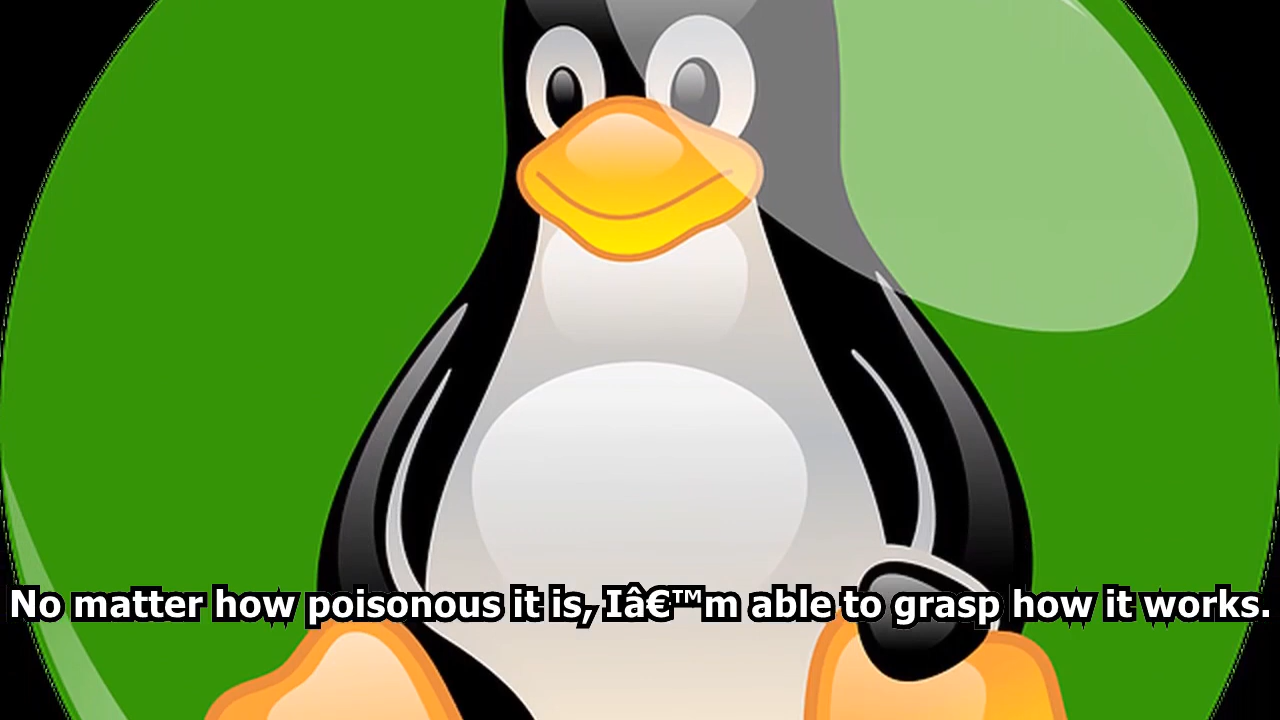 No matter how poisonous it is, Iâ€™m able to grasp how it works.